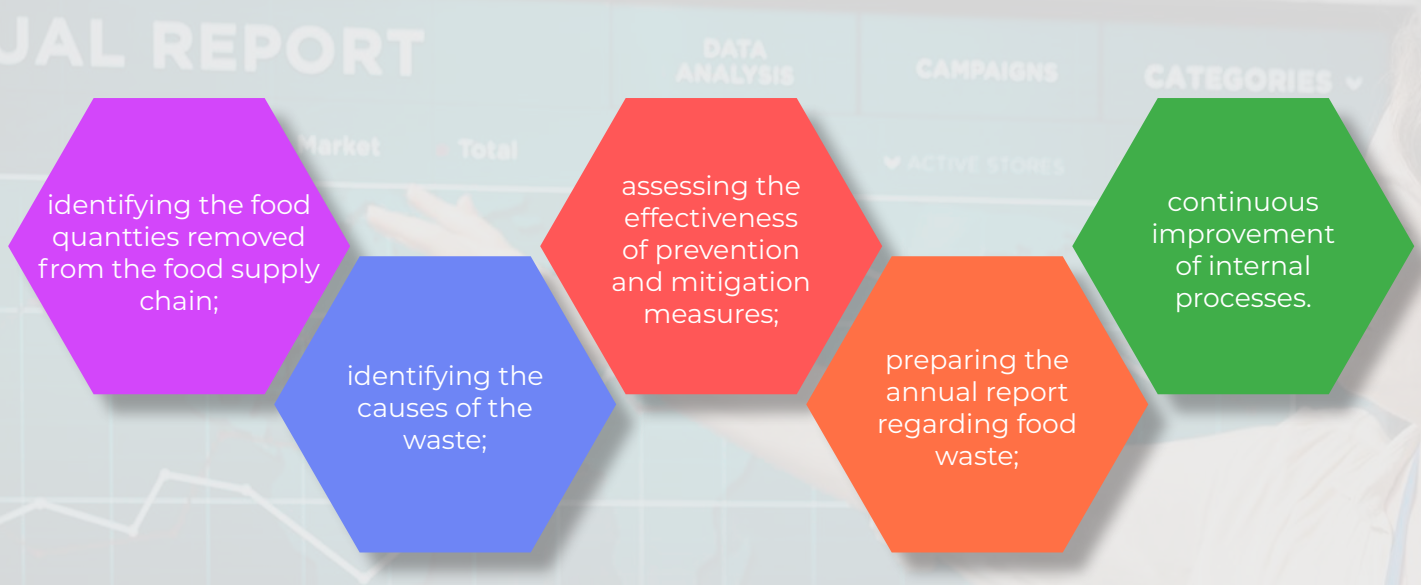 UAL REPORT
DATA
ANALYSIS
CAMPAIGNS
CATEGORIES
Market
Total
ACTIVE STORES
identifying the food
quantties removed
from the food supply
chain;
identifying the
causes of the
waste;
assessing the
effectiveness
of prevention
and mitigation
measures;
preparing the
annual report
regarding food
waste;
continuous
improvement
of internal
processes.